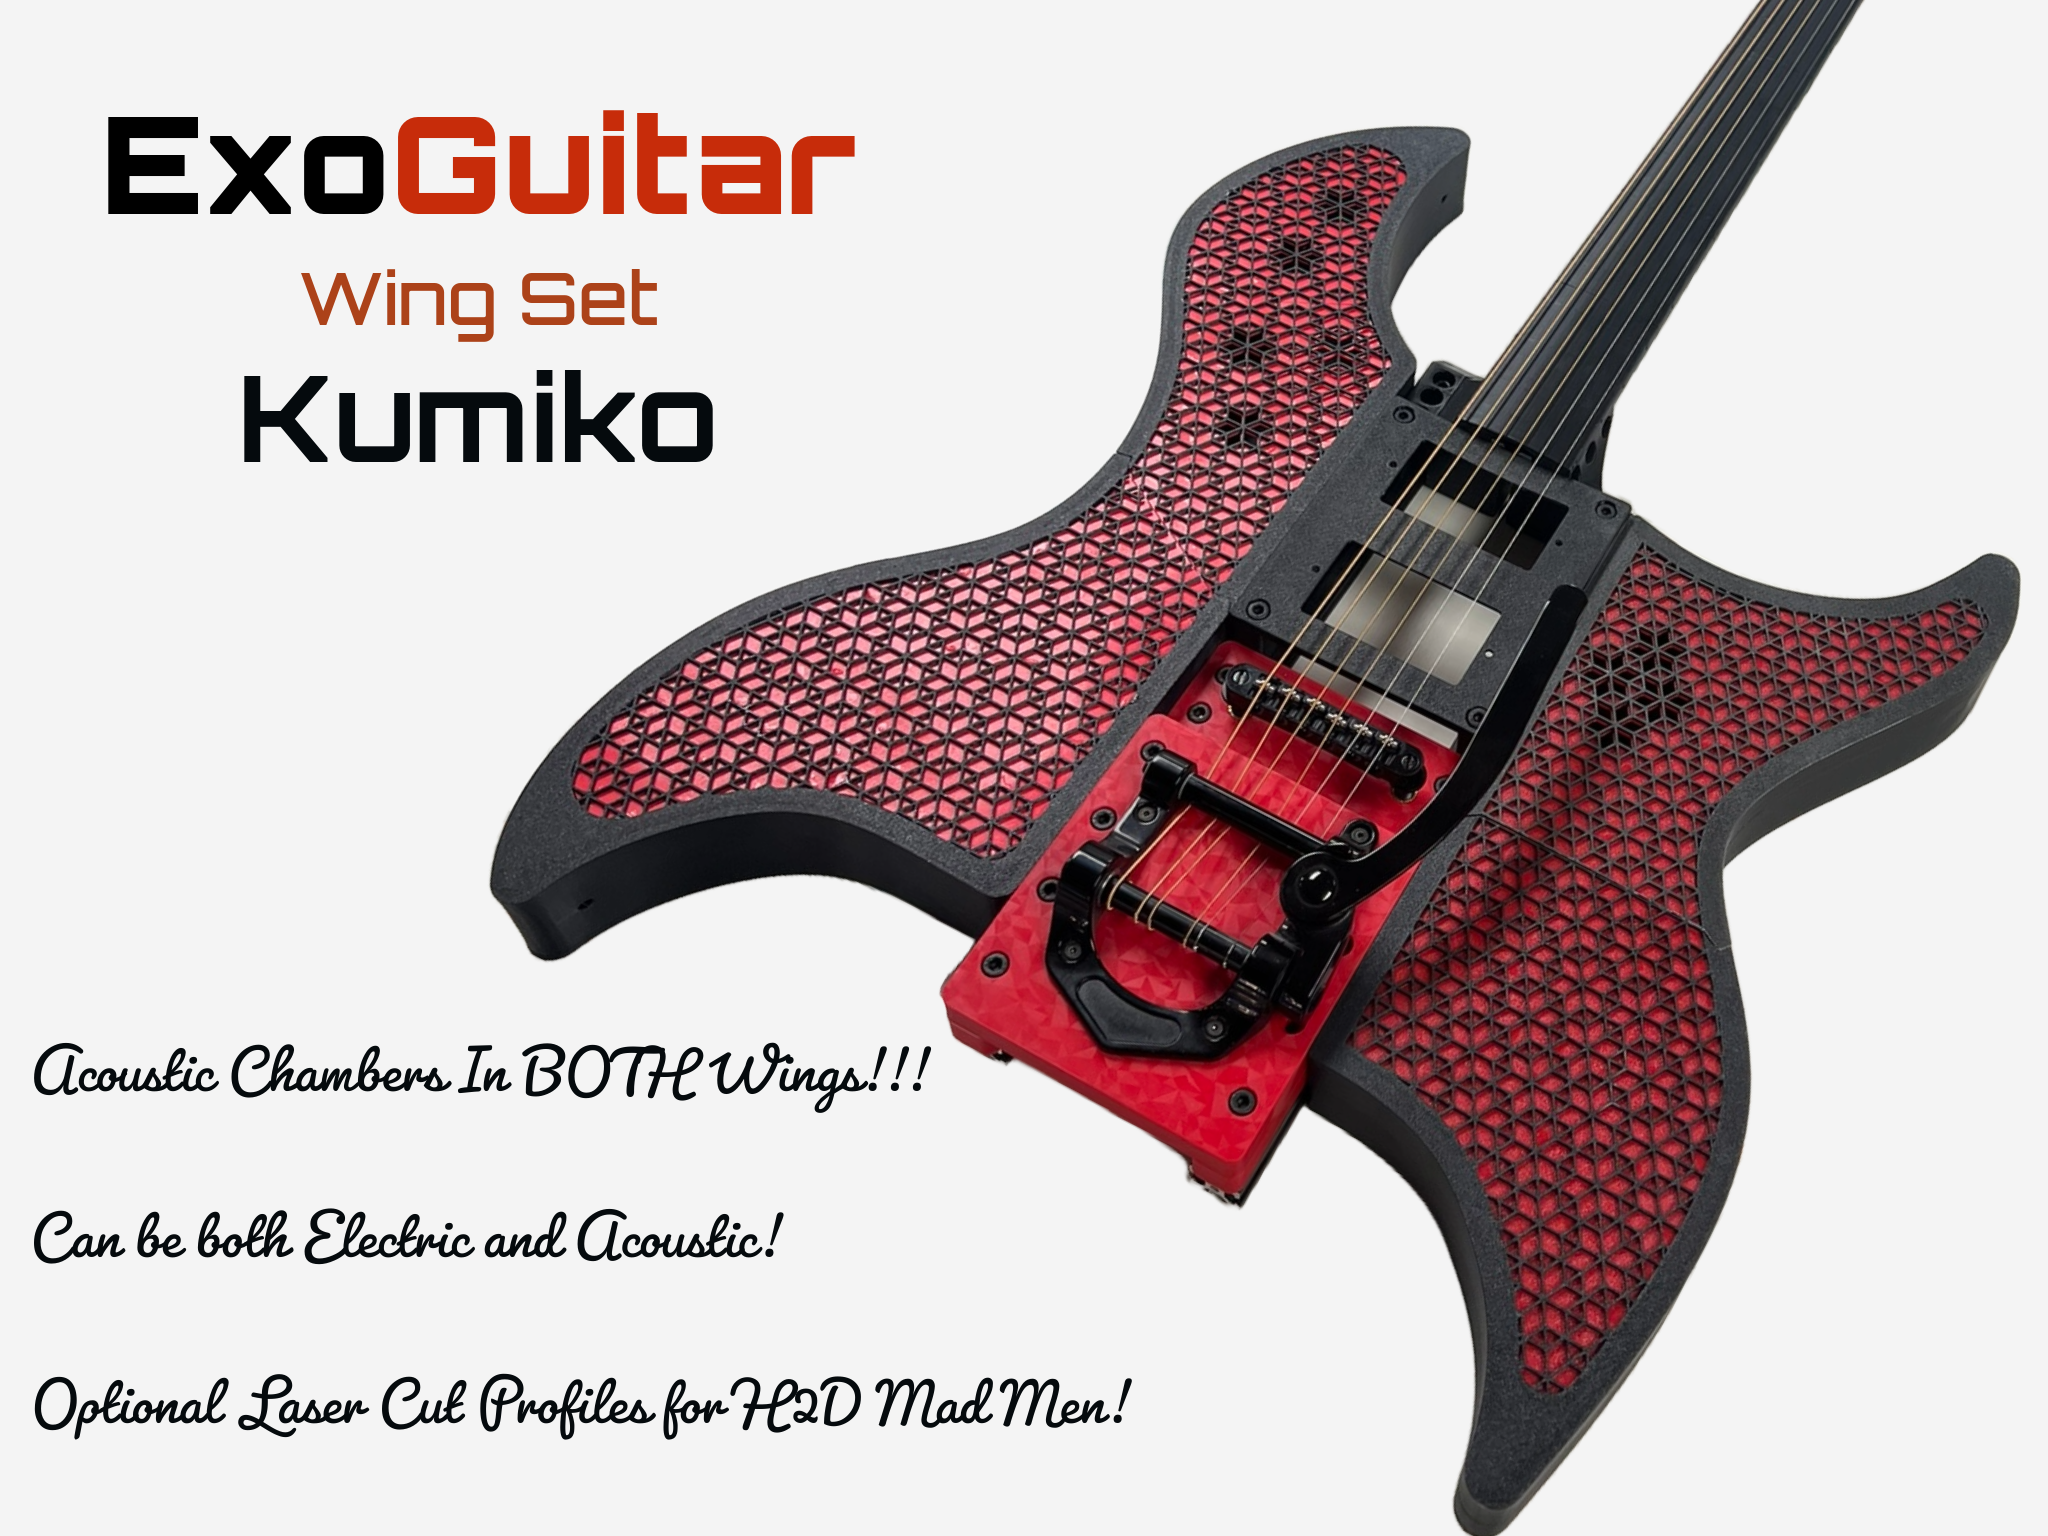 ExoGuitar
Wing Set
Kumiko
Acoustic Chambers In BOTH Wings!!!
Can be both Electric and Acoustic!
Optional Laser Cut Profiles for H2D Mad Men!